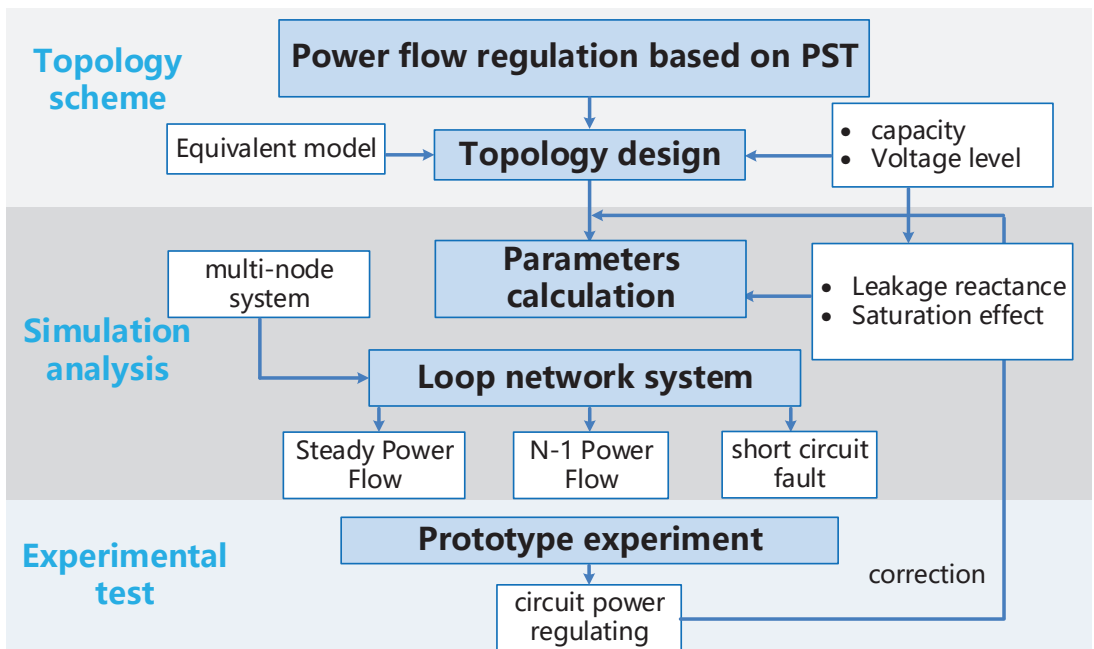 Topology
scheme
Power flow regulation based on PST
Equivalent model
Topology design
• capacity
• Voltage level
Simulation
analysis
multi-node
system
Parameters
calculation
• Leakage reactance
• Saturation effect
Loop network system
Steady Power
Flow
N-1 Power
Flow
short circuit
fault
Experimental
test
Prototype experiment
circuit power
regulating
correction